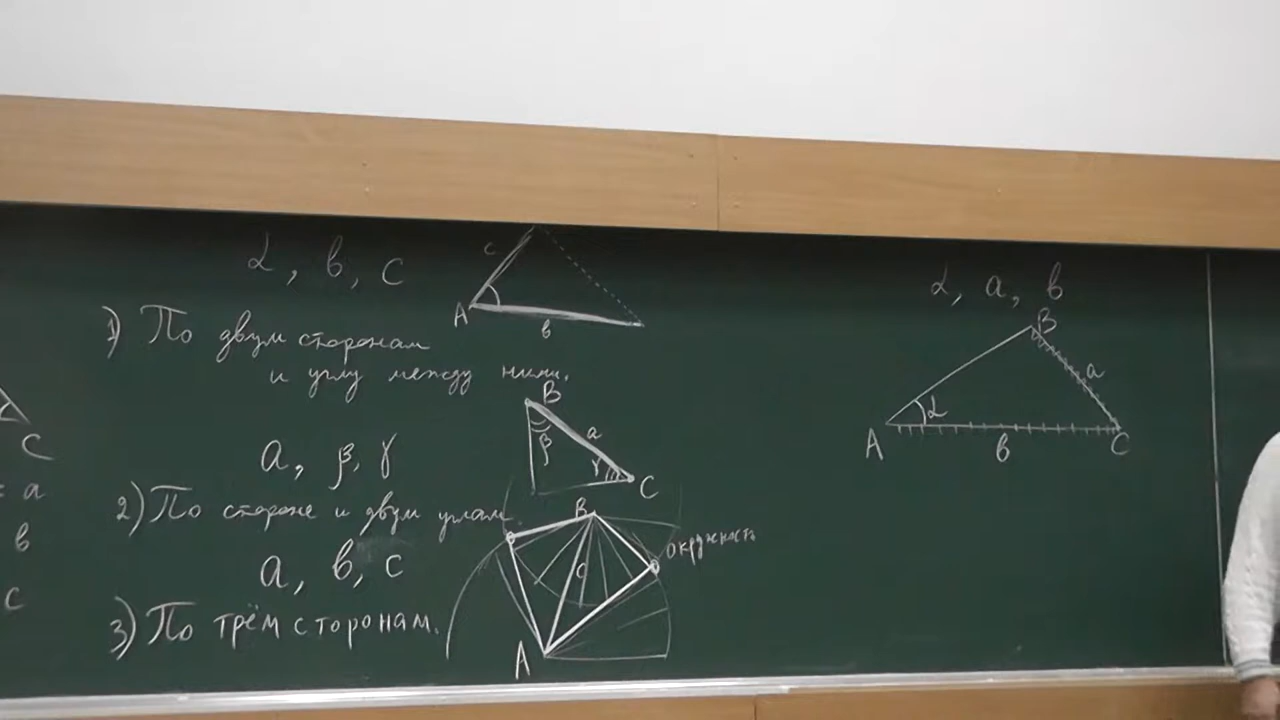 C
= a
в
c
α, в, c
c
A
в
1) По двум сторонам
и углу между ними.
a, β, γ
B
β
a
γ
C
2) По стороне и двум углам.
a, в, c
B
c
Окружность
A
3) По трём сторонам.
α, a, в
B
α
a
A
в
C